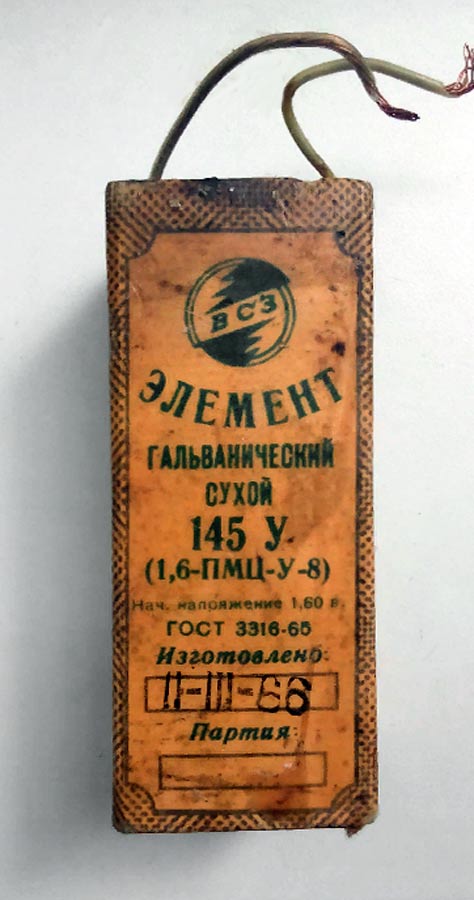 ВСЗ
ЭЛЕМЕНТ
ГАЛЬВАНИЧЕСКИЙ
СУХОЙ
145 У
(1,6-ПМЦ-У-8)
Нач. напряжение 1,60 в.
ГОСТ 3316-65
Изготовлено:
II-III-66
Партия